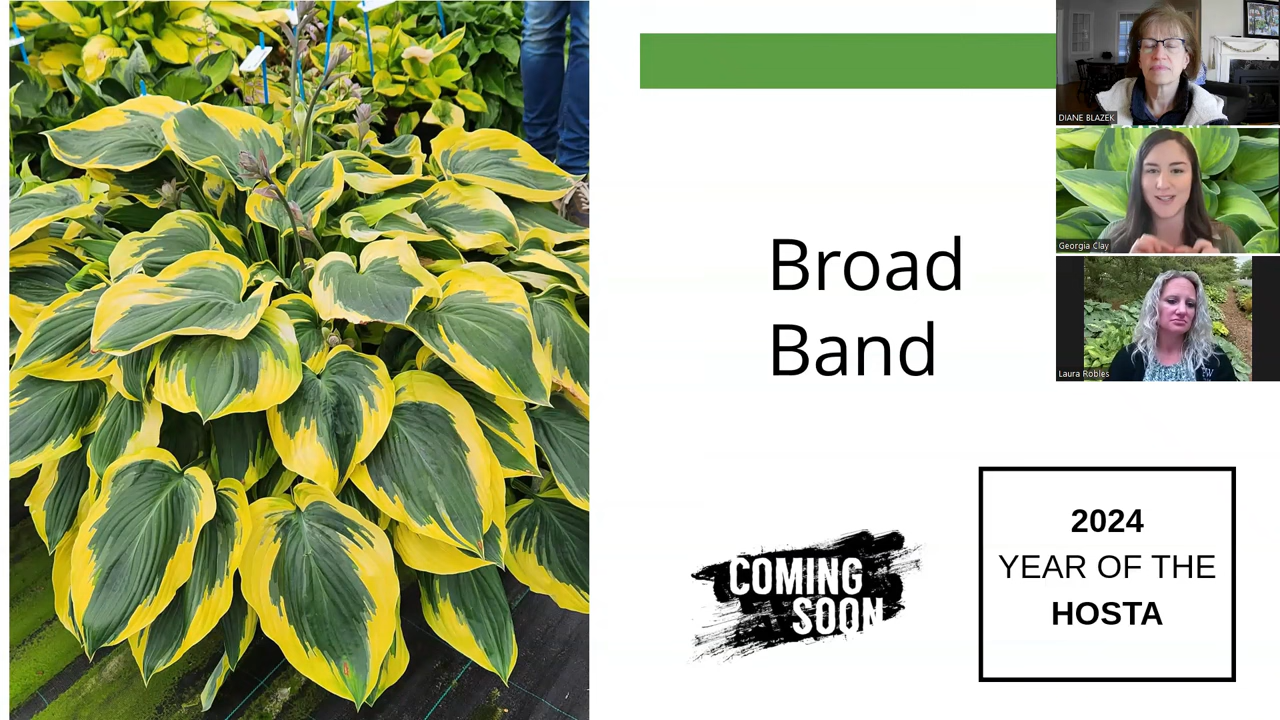 Broad
Band
COMING
SOON
2024
YEAR OF THE
HOSTA
DIANE BLAZEK
Georgia Clay
Laura Robles